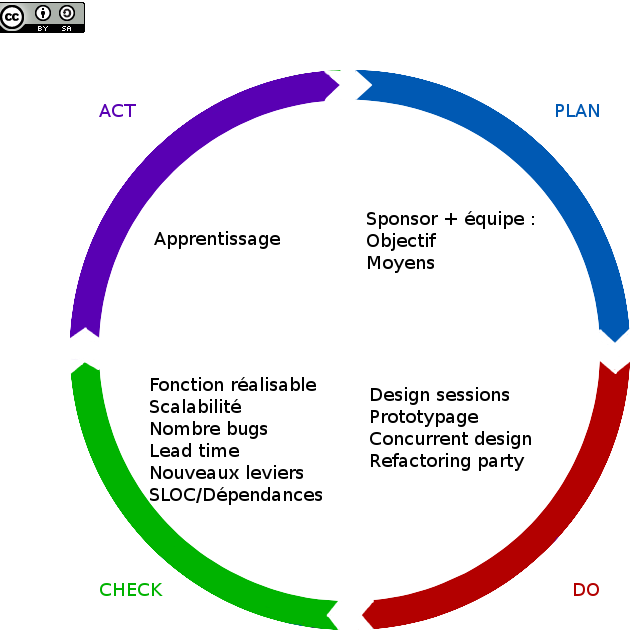 cc
BY SA
ACT
PLAN
Apprentissage
Sponsor + équipe :
Objectif
Moyens
Fonction réalisable
Scalabilité
Nombre bugs
Lead time
Nouveaux leviers
SLOC/Dépendances
Design sessions
Prototypage
Concurrent design
Refactoring party
CHECK
DO